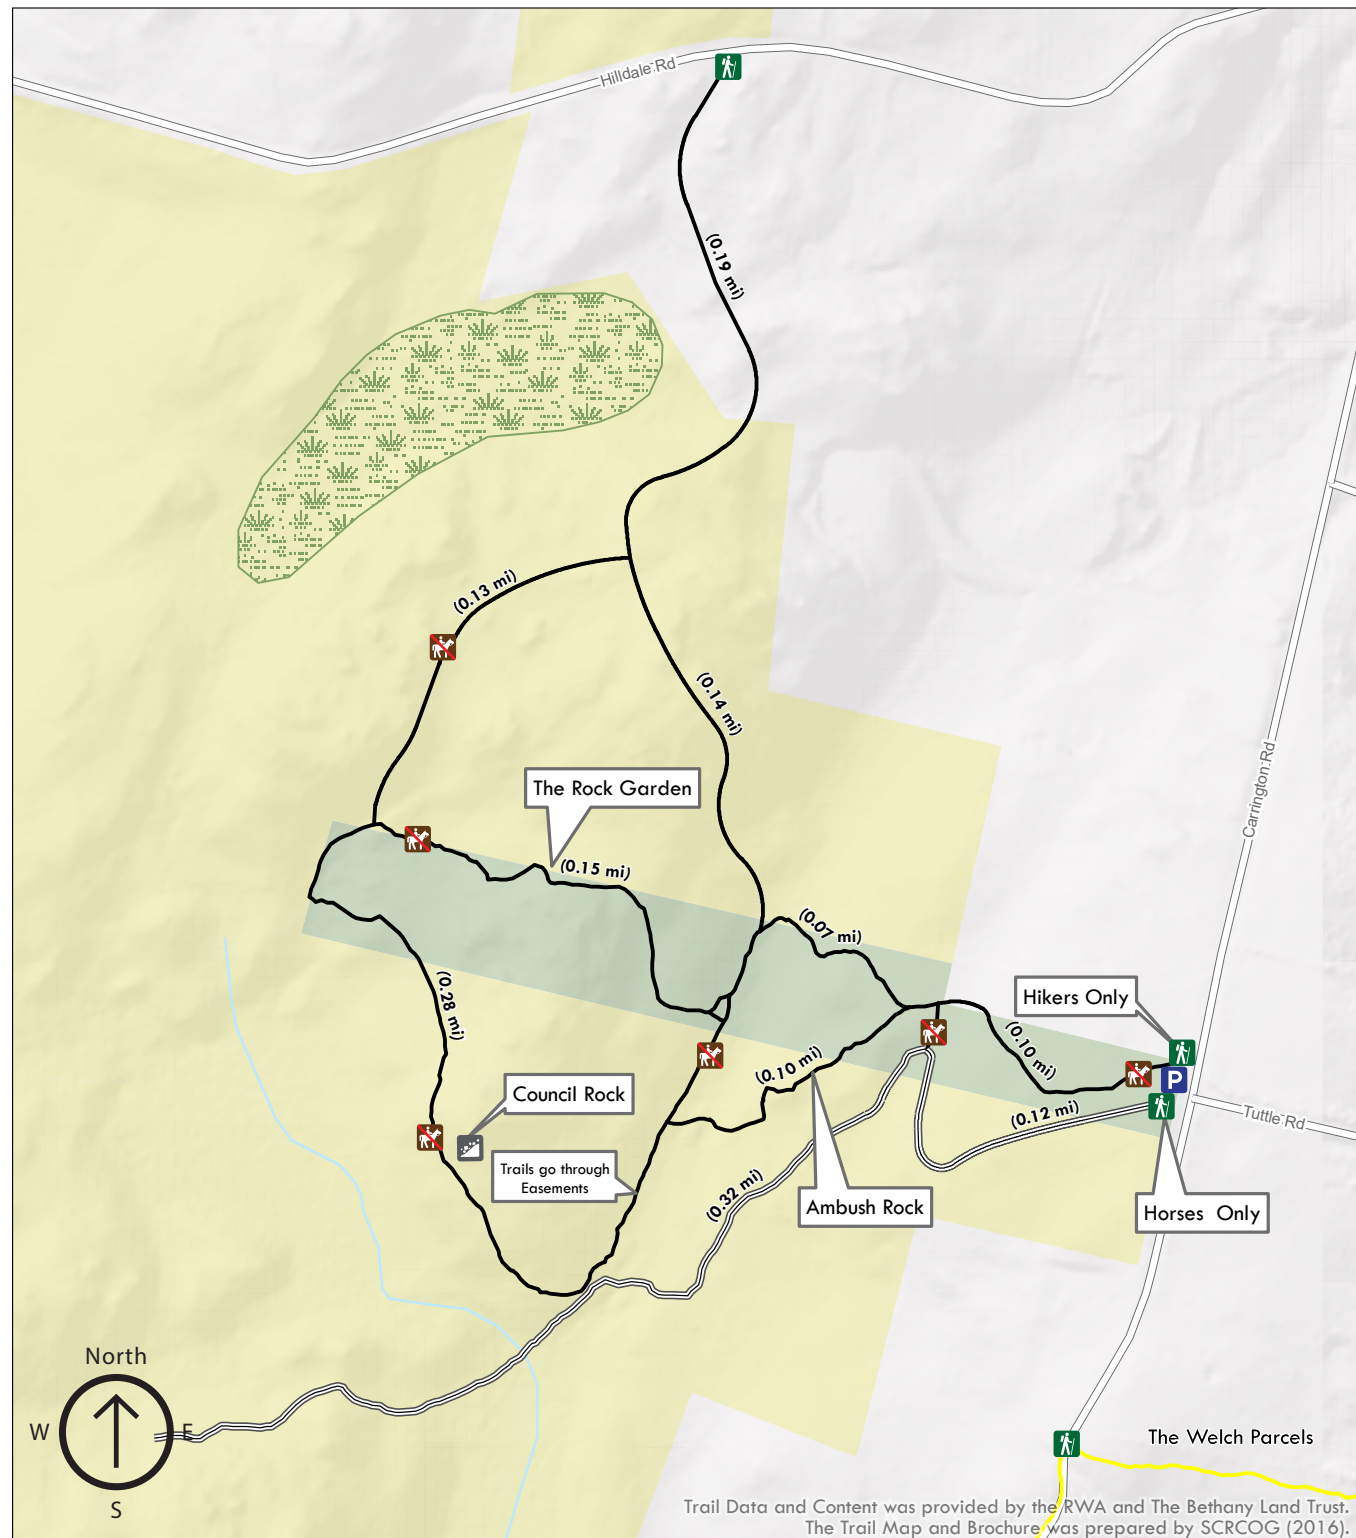 Hilldale Rd
(0.19 mi)
(0.13 mi)
(0.14 mi)
The Rock Garden
(0.15 mi)
Carrington Rd
(0.07 mi)
(0.28 mi)
Hikers Only
(0.10 mi)
(0.10 mi)
P
Council Rock
(0.12 mi)
Tuttle Rd
Trails go through
Easements
(0.32 mi)
Ambush Rock
Horses Only
North
W
E
S
The Welch Parcels
Trail Data and Content was provided by the RWA and The Bethany Land Trust.
The Trail Map and Brochure was prepared by SCRCOG (2016).